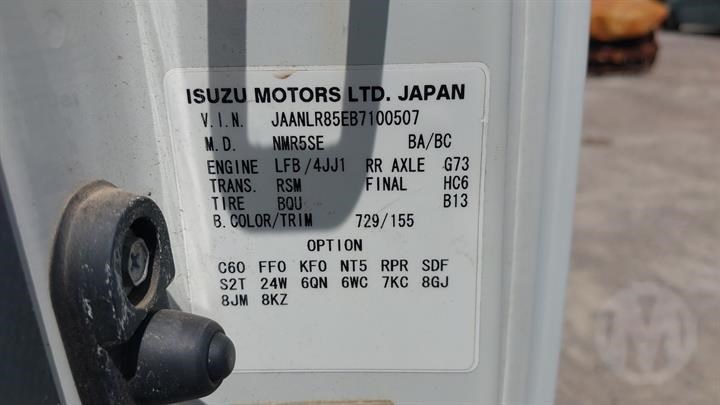 ISUZU MOTORS LTD. JAPAN
V.I.N. JAANLR85EB7100507
M.D. NMR5SE BA/BC
ENGINE LFB/4JJ1 RR AXLE G73
TRANS. RSM FINAL HC6
TIRE BQU B13
B.COLOR/TRIM 729/155
OPTION
C60 FF0 KF0 NT5 RPR SDF
S2T 24W 6QN 6WC 7KC 8GJ
8JM 8KZ
M